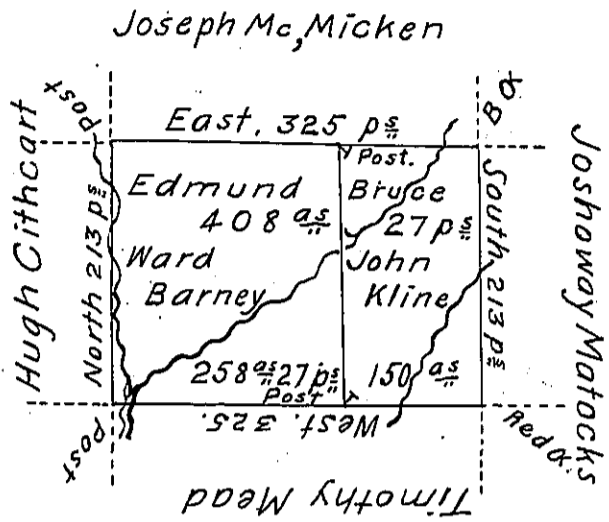 Joseph Mc,Micken
post
East. 325 ps
B O
Post.
Hugh Cithcart
North 213 ps
Edmund Bruce
408 as 27 ps
Ward
Barney
John
Kline
South 213 ps
Joshaway Matocks
258 as 27 ps
150 as
Post
post
West. 325.
Red O.
Timothy Mead